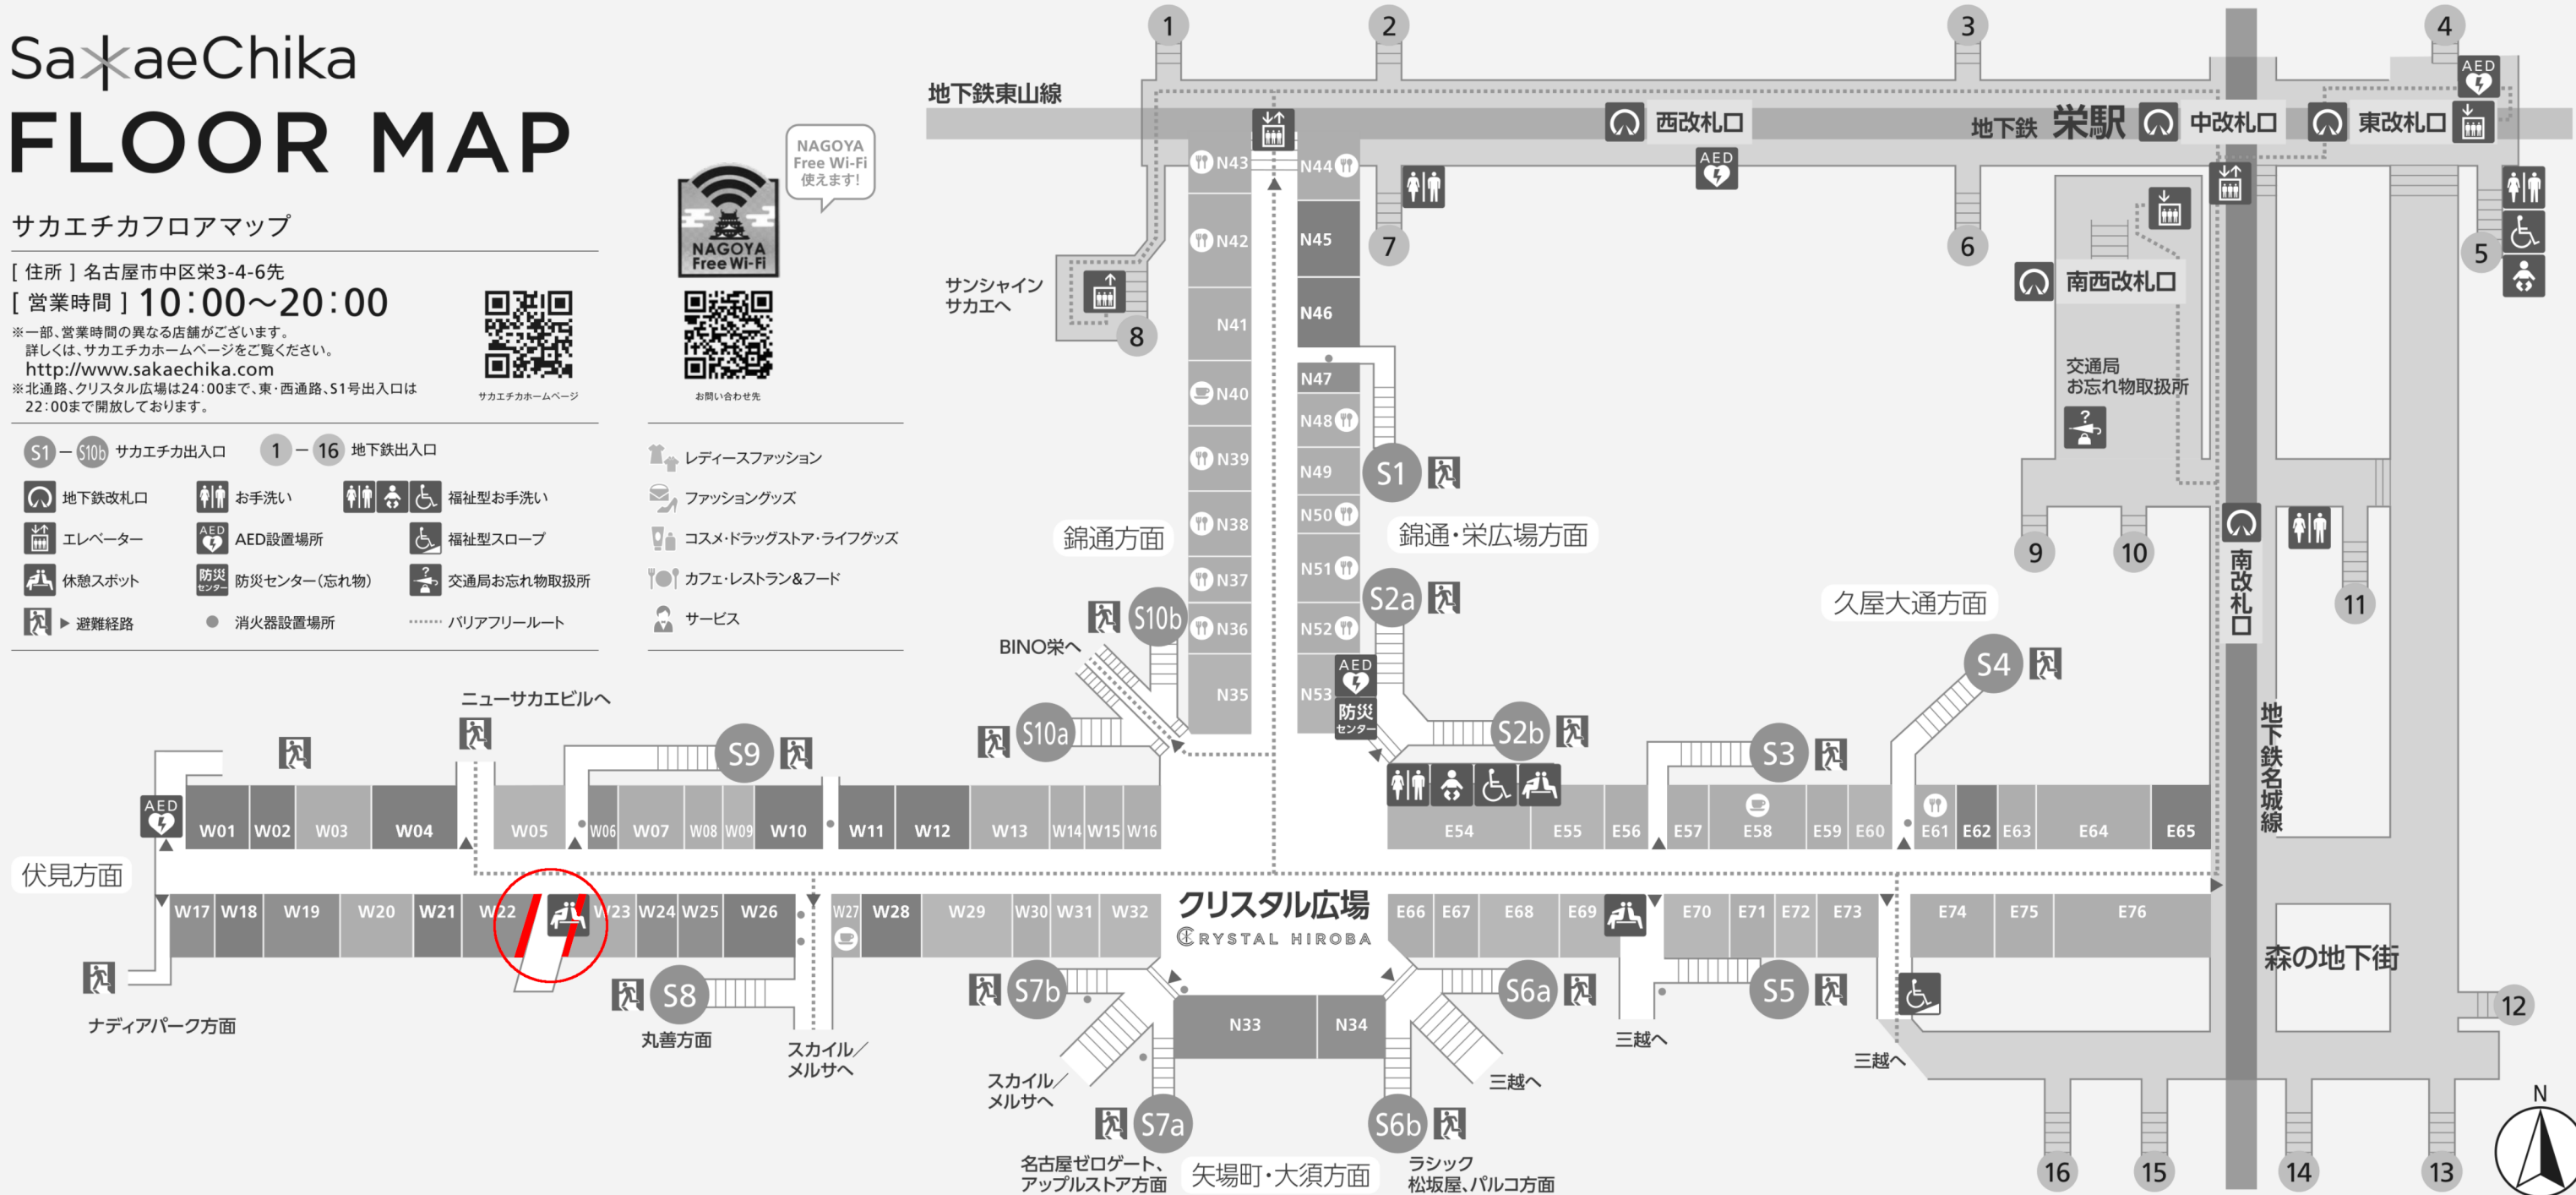 SakaeChika
FLOOR MAP
サカエチカフロアマップ
[ 住所 ] 名古屋市中区栄3-4-6先
[ 営業時間 ] 10:00〜20:00
※一部、営業時間の異なる店舗がございます。
詳しくは、サカエチカホームページをご覧ください。
http://www.sakaechika.com
※北通路、クリスタル広場は24:00まで、東・西通路、S1号出入口は
22:00まで開放しております。
サカエチカホームページ
NAGOYA
Free Wi-Fi
使えます!
NAGOYA
Free Wi-Fi
お問い合わせ先
S1 — S10b サカエチカ出入口
1 — 16 地下鉄出入口
地下鉄改札口
お手洗い
福祉型お手洗い
エレベーター
AED
AED設置場所
福祉型スロープ
休憩スポット
防災
センター
防災センター(忘れ物)
?
交通局お忘れ物取扱所
▶ 避難経路
消火器設置場所
バリアフリールート
レディースファッション
ファッショングッズ
コスメ・ドラッグストア・ライフグッズ
カフェ・レストラン&フード
サービス
1
2
3
4
AED
地下鉄東山線
西改札口
地下鉄 栄駅
中改札口
東改札口
AED
N43
N44
N42
N45
N41
N46
N40
N47
N48
N39
N49
N38
N50
N37
N51
N36
N52
N35
N53
7
6
5
8
サンシャイン
サカエへ
南西改札口
交通局
お忘れ物取扱所
?
9
10
11
南改札口
地下鉄名城線
S1
錦通方面
錦通・栄広場方面
S2a
S10b
BINO栄へ
S10a
AED
防災
センター
S2b
久屋大通方面
S4
S3
ニューサカエビルへ
S9
AED
W01
W02
W03
W04
W05
W06
W07
W08
W09
W10
W11
W12
W13
W14
W15
W16
E54
E55
E56
E57
E58
E59
E60
E61
E62
E63
E64
E65
伏見方面
W17
W18
W19
W20
W21
W22
W23
W24
W25
W26
W27
W28
W29
W30
W31
W32
クリスタル広場
CRYSTAL HIROBA
E66
E67
E68
E69
E70
E71
E72
E73
E74
E75
E76
森の地下街
ナディアパーク方面
S8
丸善方面
スカイル/
メルサへ
S7b
スカイル/
メルサへ
N33
N34
S6a
三越へ
S5
三越へ
三越へ
12
S7a
名古屋ゼロゲート、
アップルストア方面
矢場町・大須方面
S6b
ラシック
松坂屋、パルコ方面
16
15
14
13
N